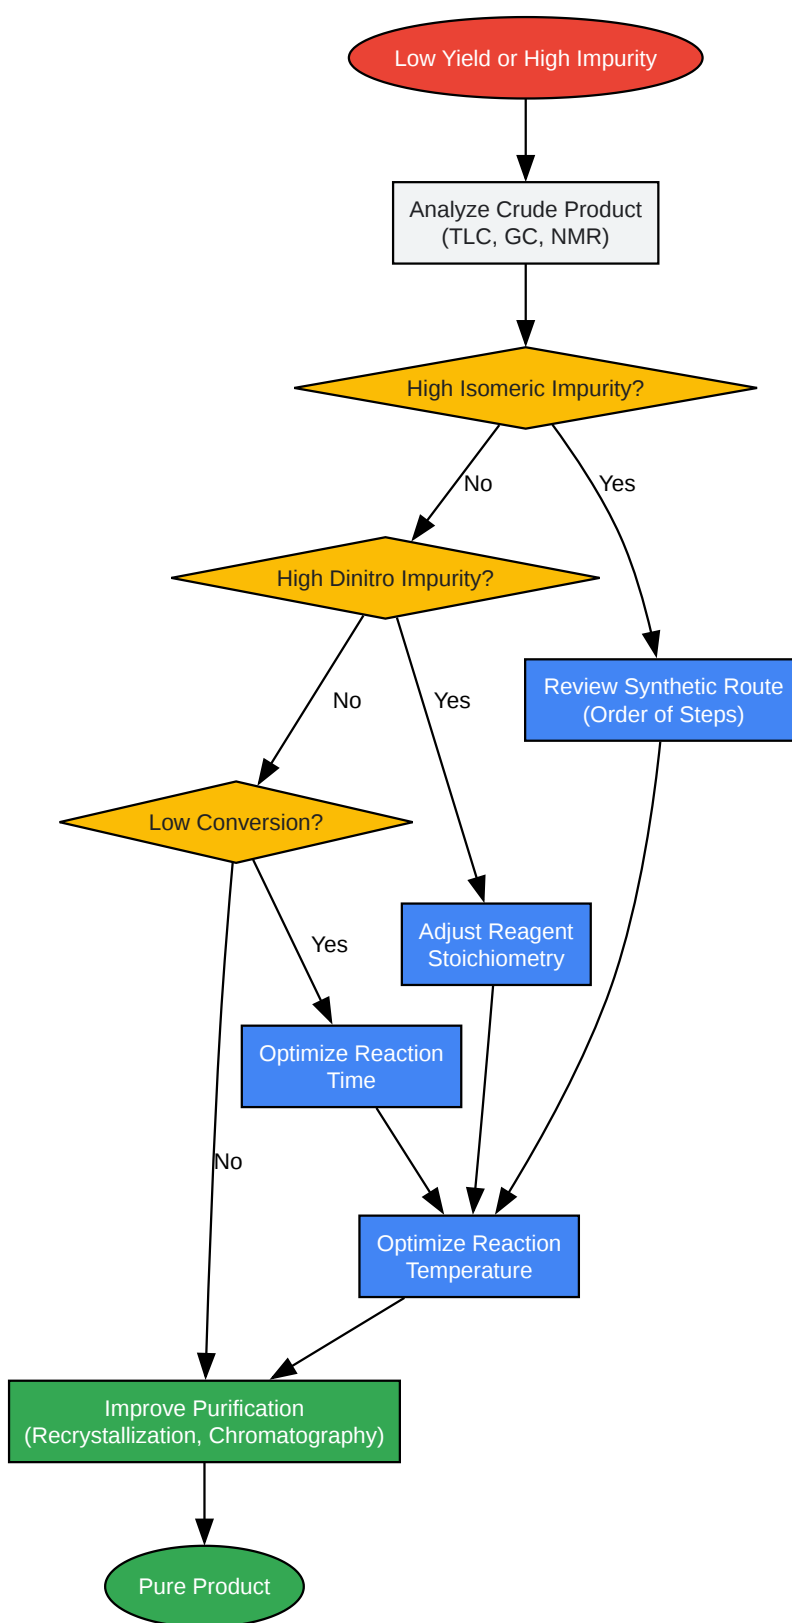 Low Yield or High Impurity
Analyze Crude Product
(TLC, GC, NMR)
High Isomeric Impurity?
No
Yes
High Dinitro Impurity?
No
Yes
Review Synthetic Route
(Order of Steps)
Low Conversion?
Yes
Adjust Reagent
Stoichiometry
Optimize Reaction
Time
No
Optimize Reaction
Temperature
Improve Purification
(Recrystallization, Chromatography)
Pure Product